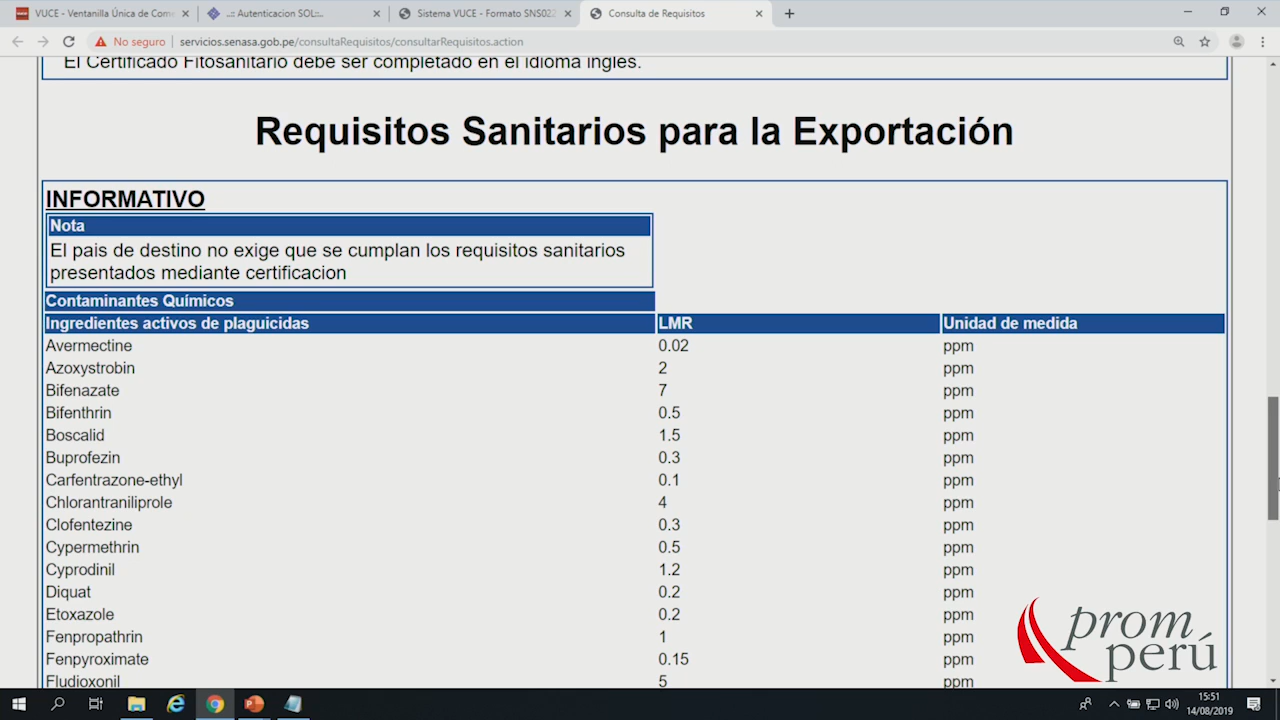 VUCE - Ventanilla Única de Come
..:: Autenticacion SOL::..
Sistema VUCE - Formato SNS022
Consulta de Requisitos
No seguro
servicios.senasa.gob.pe/consultaRequisitos/consultarRequisitos.action
El Certificado Fitosanitario debe ser completado en el idioma inglés.
Requisitos Sanitarios para la Exportación
INFORMATIVO
Nota
El pais de destino no exige que se cumplan los requisitos sanitarios
presentados mediante certificacion
Contaminantes Químicos
Ingredientes activos de plaguicidas LMR Unidad de medida
Avermectine 0.02 ppm
Azoxystrobin 2 ppm
Bifenazate 7 ppm
Bifenthrin 0.5 ppm
Boscalid 1.5 ppm
Buprofezin 0.3 ppm
Carfentrazone-ethyl 0.1 ppm
Chlorantraniliprole 4 ppm
Clofentezine 0.3 ppm
Cypermethrin 0.5 ppm
Cyprodinil 1.2 ppm
Diquat 0.2 ppm
Etoxazole 0.2 ppm
Fenpropathrin 1 ppm
Fenpyroximate 0.15 ppm
Fludioxonil 5 ppm
prom
perú
15:51
14/08/2019